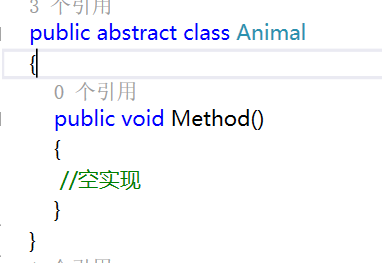 3 个引用
public abstract class Animal
{
0 个引用
public void Method()
{
//空实现
}
}